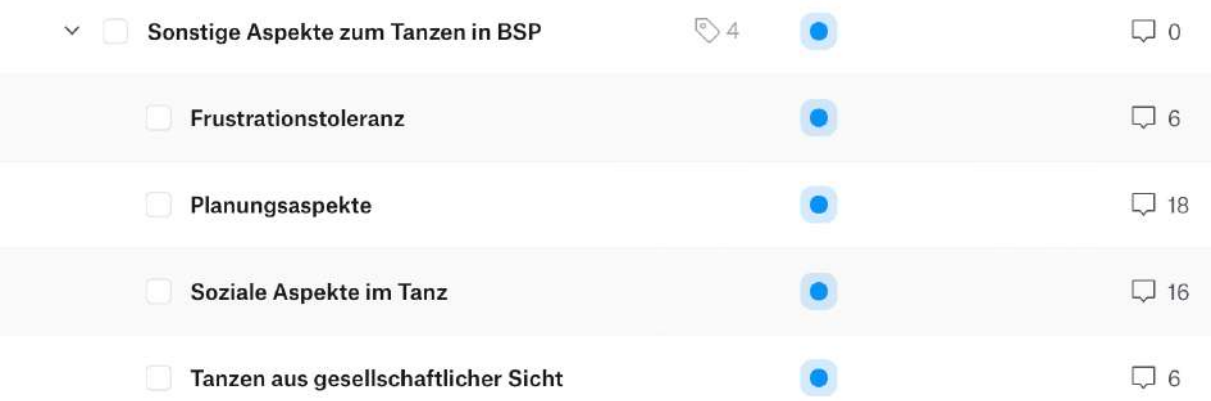 Sonstige Aspekte zum Tanzen in BSP 4 0
Frustrationstoleranz 6
Planungsaspekte 18
Soziale Aspekte im Tanz 16
Tanzen aus gesellschaftlicher Sicht 6